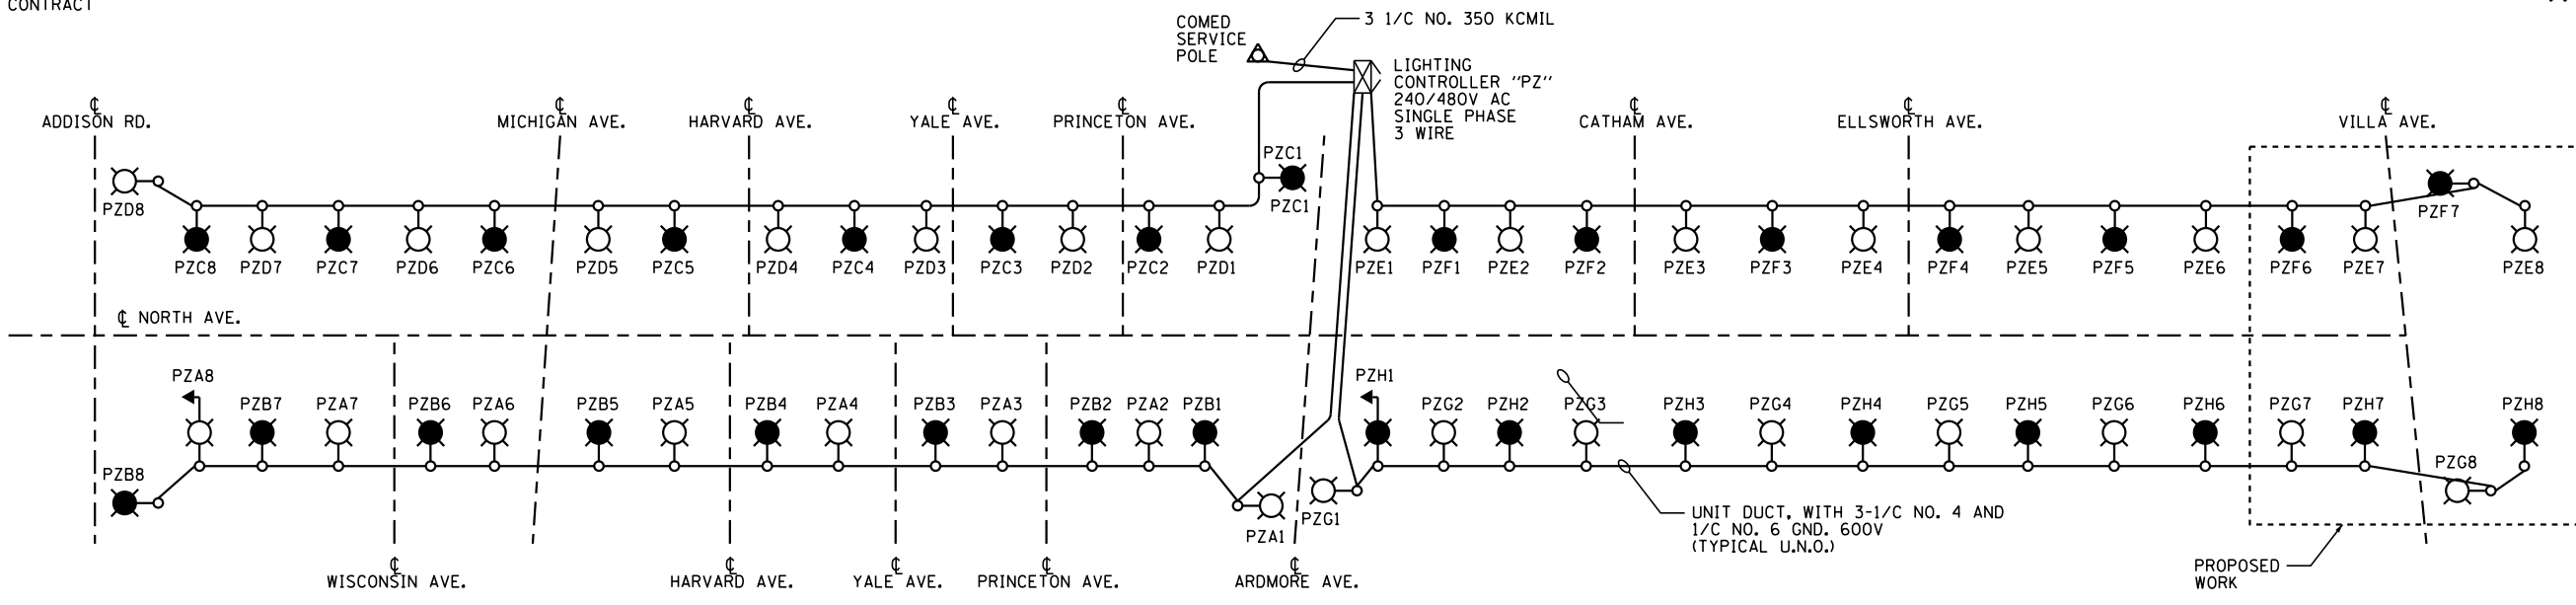 CONTRACT
COMED
SERVICE
POLE
3 1/C NO. 350 KCMIL
LIGHTING
CONTROLLER "PZ"
240/480V AC
SINGLE PHASE
3 WIRE
℄ ℄ ℄ ℄ ℄ ℄ ℄ ℄
ADDISON RD. MICHIGAN AVE. HARVARD AVE. YALE AVE. PRINCETON AVE. CATHAM AVE. ELLSWORTH AVE. VILLA AVE.
PZC1
PZD8 PZC1 PZF7
PZC8 PZD7 PZC7 PZD6 PZC6 PZD5 PZC5 PZD4 PZC4 PZD3 PZC3 PZD2 PZC2 PZD1 PZE1 PZF1 PZE2 PZF2 PZE3 PZF3 PZE4 PZF4 PZE5 PZF5 PZE6 PZF6 PZE7 PZE8
℄ NORTH AVE.
PZA8 PZH1
PZB7 PZA7 PZB6 PZA6 PZB5 PZA5 PZB4 PZA4 PZB3 PZA3 PZB2 PZA2 PZB1 PZG2 PZH2 PZG3 PZH3 PZG4 PZH4 PZG5 PZH5 PZG6 PZH6 PZG7 PZH7 PZH8
PZB8 PZG8
PZA1 PZG1
UNIT DUCT, WITH 3-1/C NO. 4 AND
1/C NO. 6 GND. 600V
(TYPICAL U.N.O.)
℄ ℄ ℄ ℄ ℄
WISCONSIN AVE. HARVARD AVE. YALE AVE. PRINCETON AVE. ARDMORE AVE.
PROPOSED
WORK